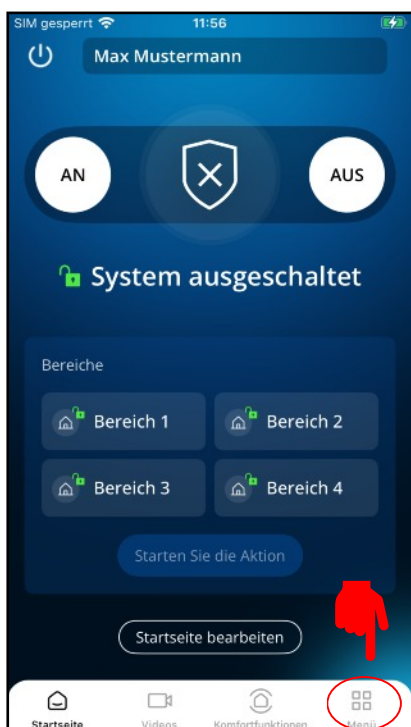 SIM gesperrt 11:56
Max Mustermann
AN AUS
System ausgeschaltet
Bereiche
Bereich 1 Bereich 2
Bereich 3 Bereich 4
Starten Sie die Aktion
Startseite bearbeiten
Startseite Videos Komfortfunktionen Menü